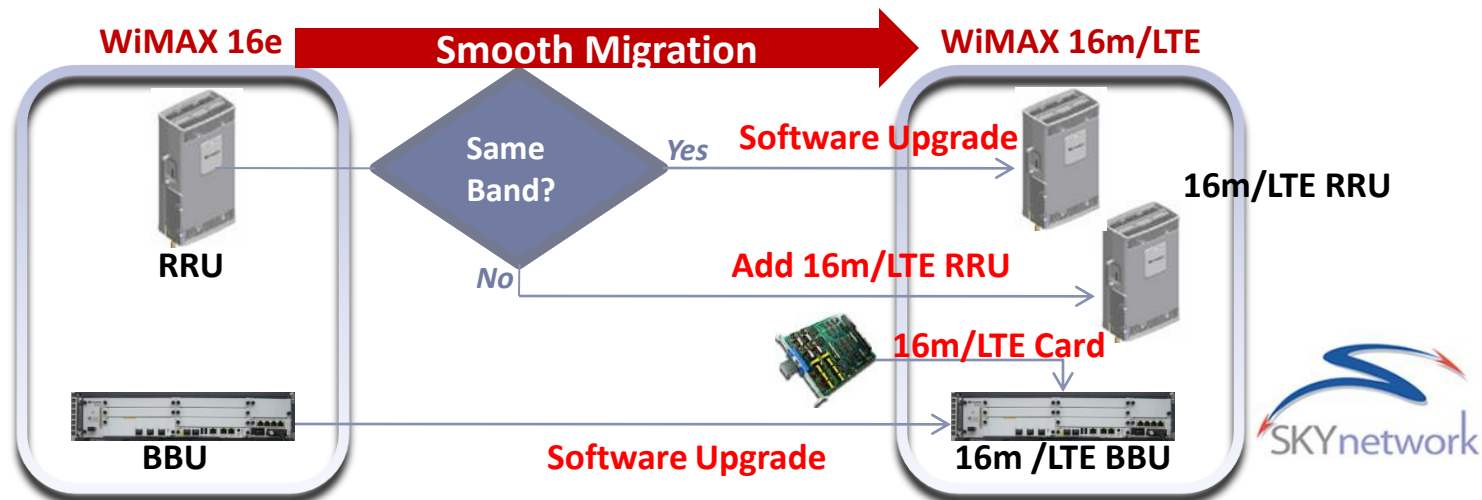 WiMAX 16e
Smooth Migration
WiMAX 16m/LTE
Same
Band?
Yes
Software Upgrade
16m/LTE RRU
RRU
No
Add 16m/LTE RRU
16m/LTE Card
BBU
Software Upgrade
16m /LTE BBU
SKYnetwork